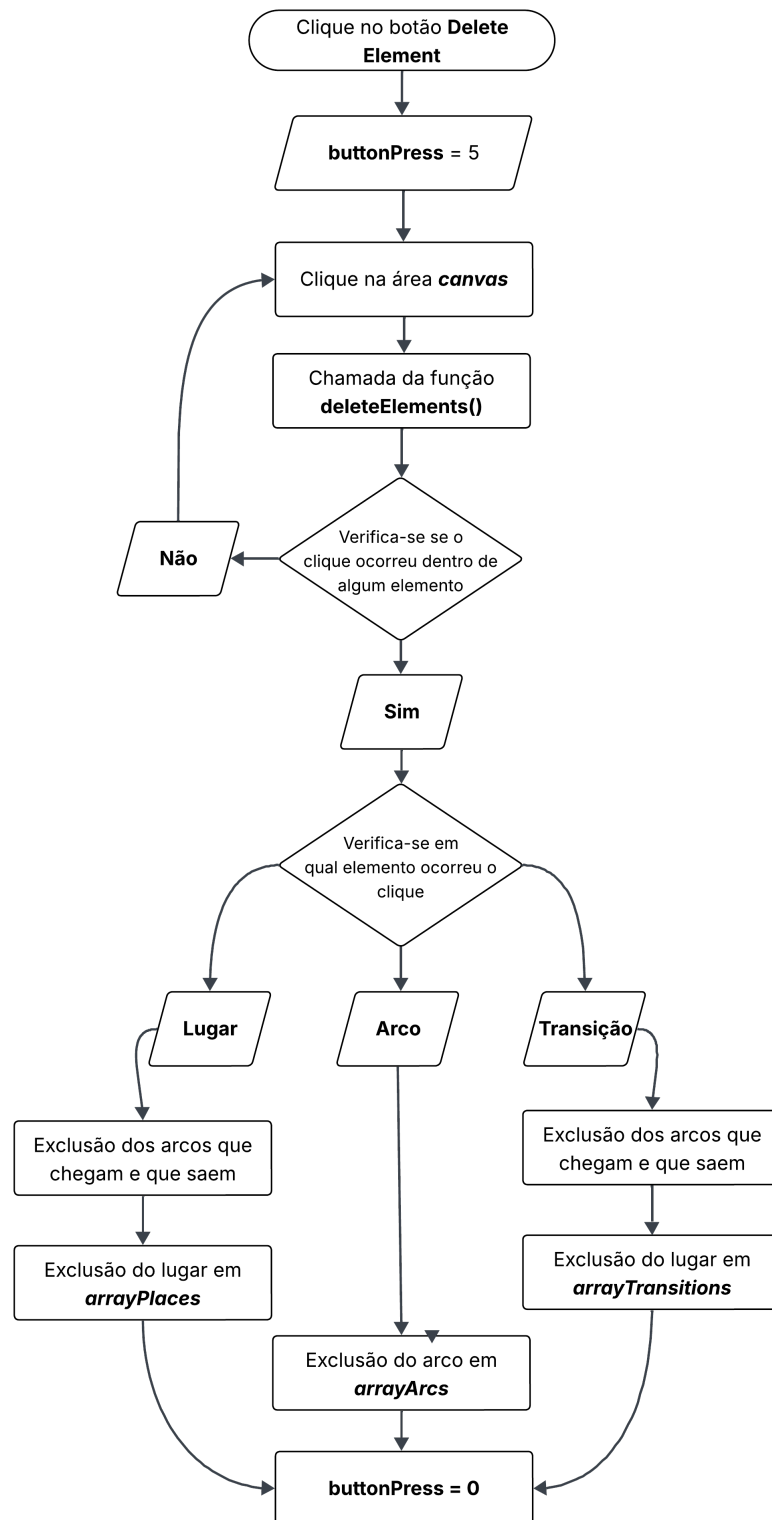 Clique no botão Delete
Element
buttonPress = 5
Clique na área canvas
Chamada da função
deleteElements()
Verifica-se se o
clique ocorreu dentro de
algum elemento
Não
Sim
Verifica-se em
qual elemento ocorreu o
clique
Lugar
Arco
Transição
Exclusão dos arcos que
chegam e que saem
Exclusão dos arcos que
chegam e que saem
Exclusão do lugar em
arrayPlaces
Exclusão do lugar em
arrayTransitions
Exclusão do arco em
arrayArcs
buttonPress = 0